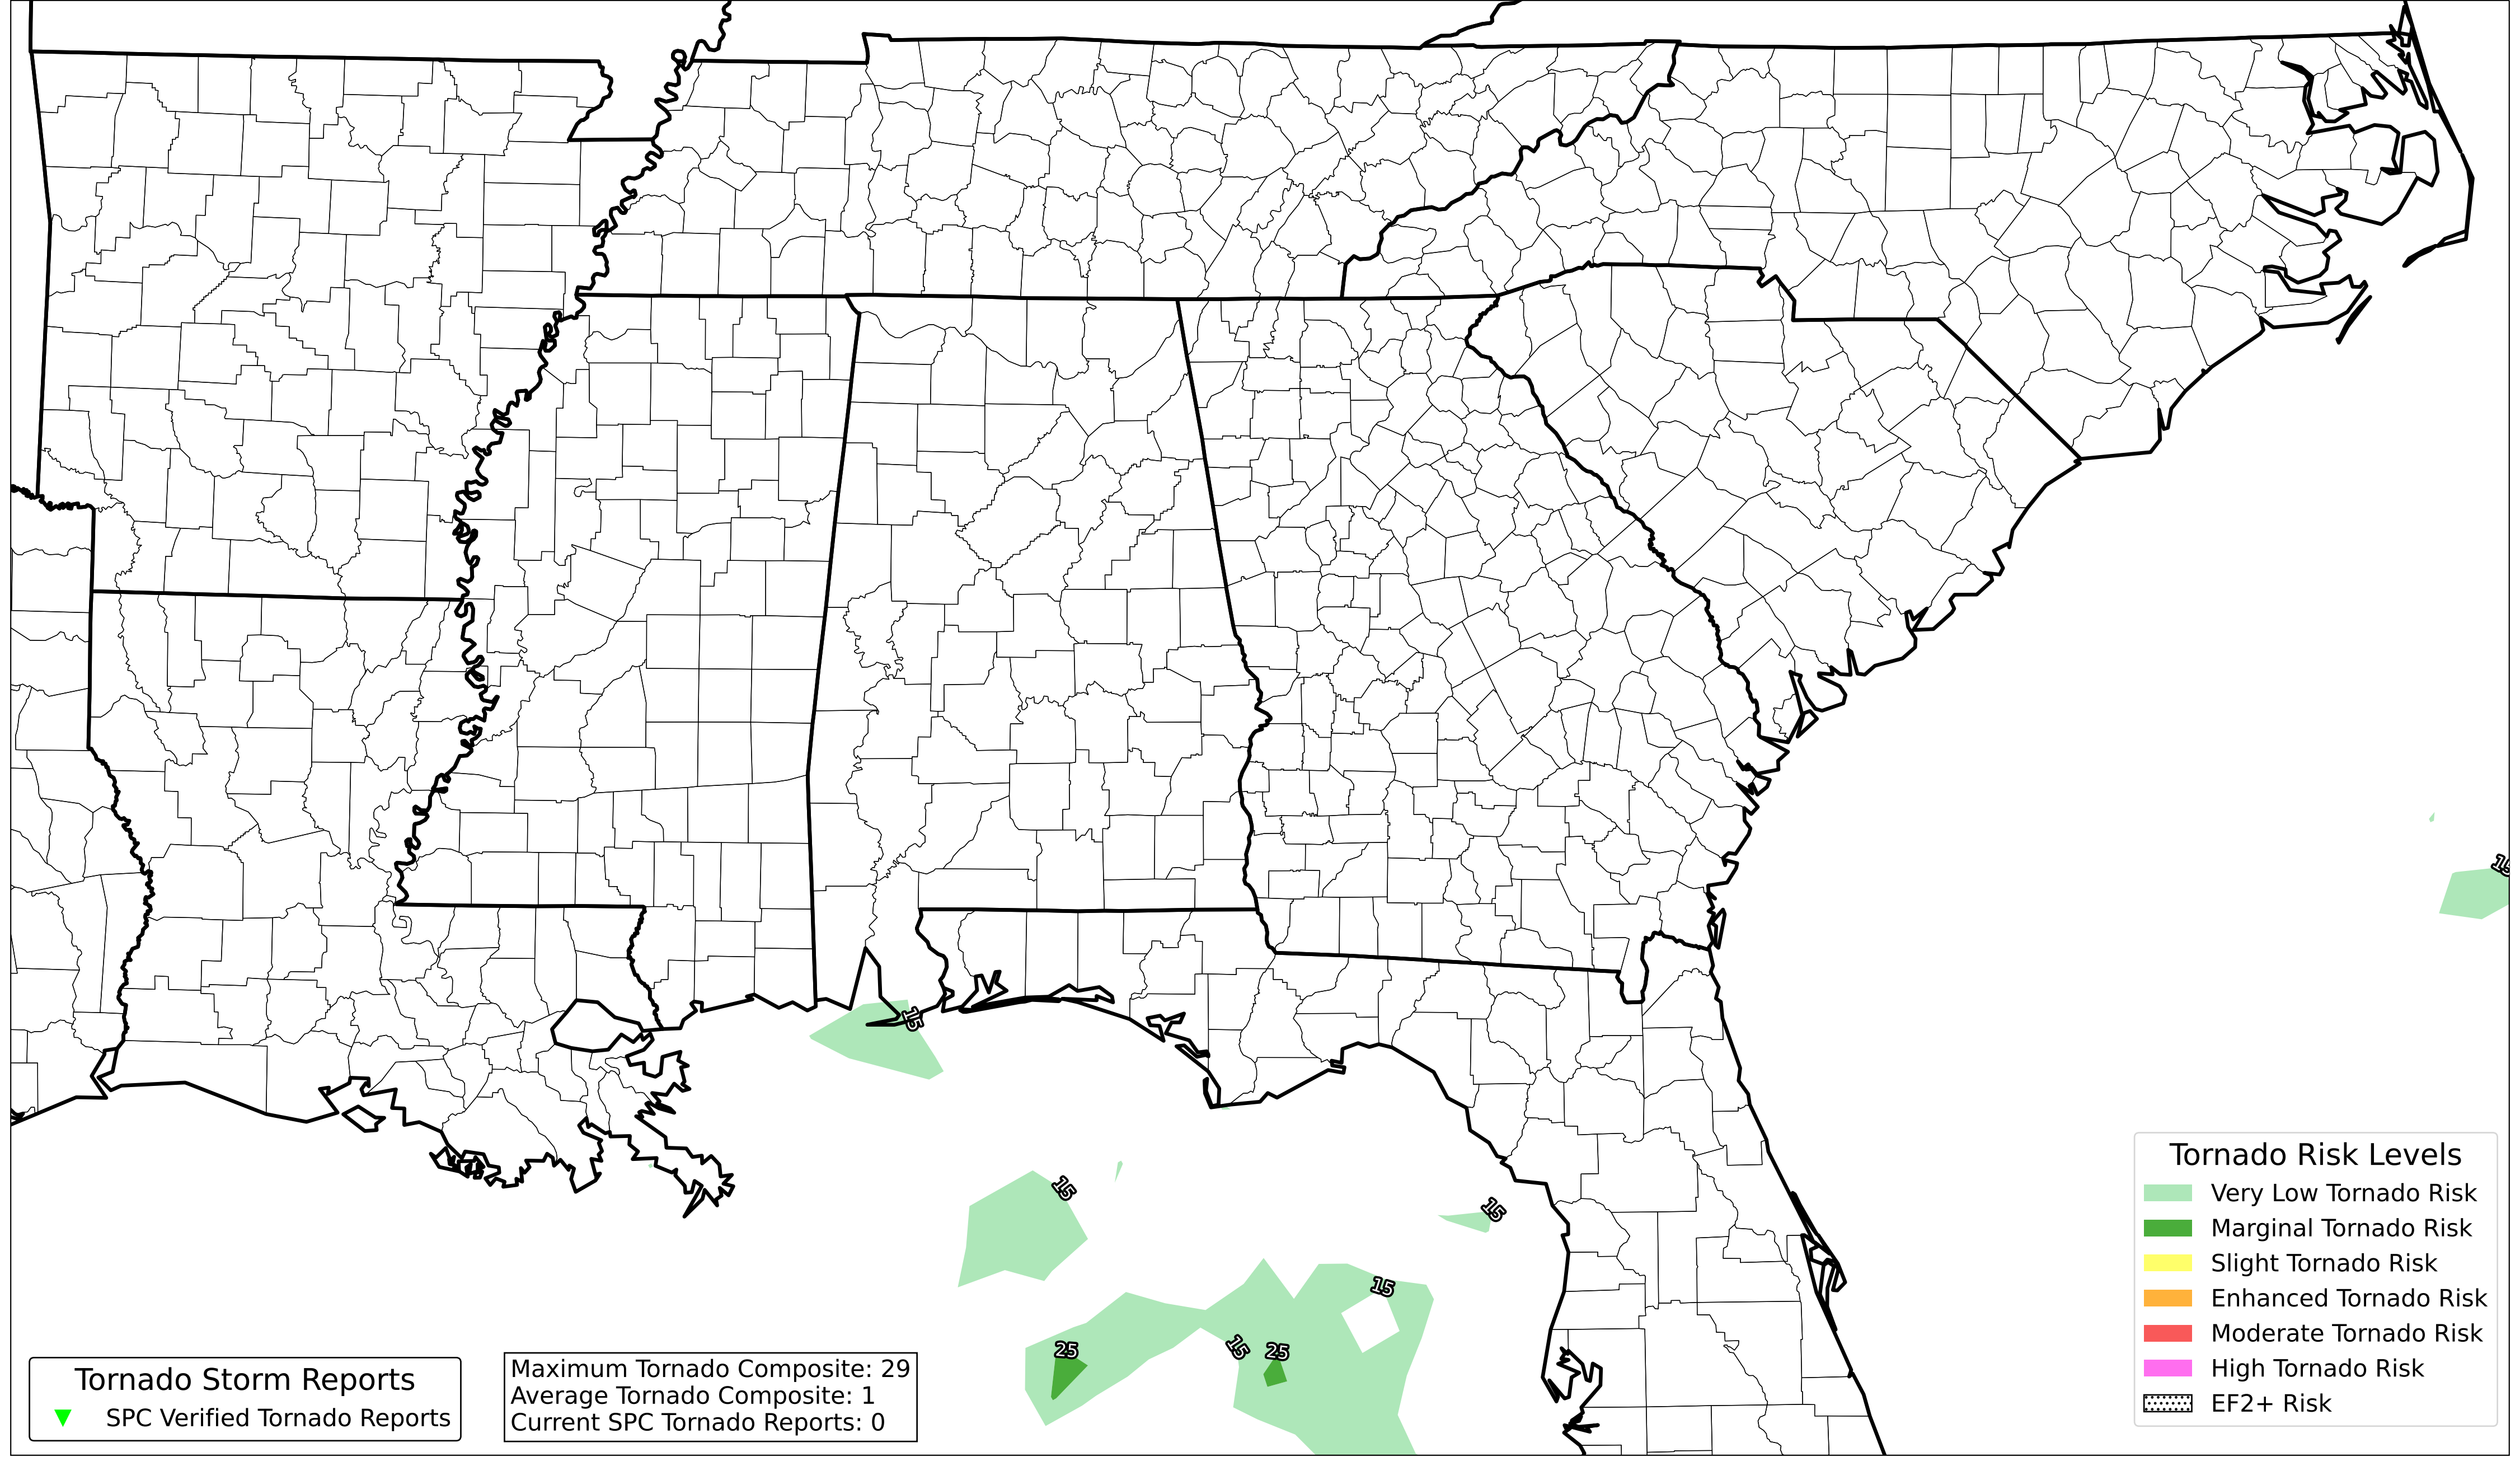 15
15
15
15
15
25
15
25
Tornado Risk Levels
Very Low Tornado Risk
Marginal Tornado Risk
Slight Tornado Risk
Enhanced Tornado Risk
Moderate Tornado Risk
High Tornado Risk
EF2+ Risk
Tornado Storm Reports
SPC Verified Tornado Reports
Maximum Tornado Composite: 29
Average Tornado Composite: 1
Current SPC Tornado Reports: 0